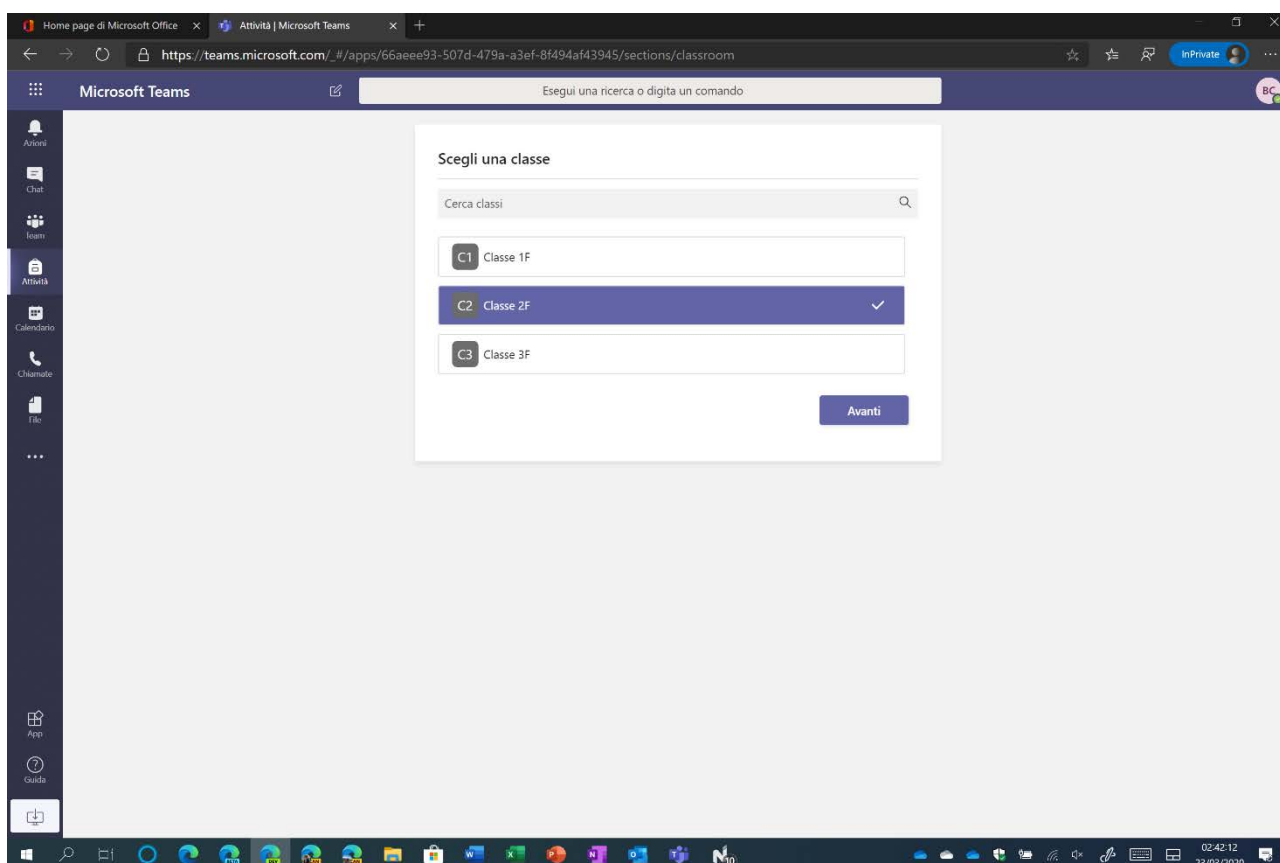 Home page di Microsoft Office
Attività | Microsoft Teams
https://teams.microsoft.com/_#/apps/66aeee93-507d-479a-a3ef-8f494af43945/sections/classroom
InPrivate
Microsoft Teams
Esegui una ricerca o digita un comando
BC
Azioni
Chat
Team
Attività
Calendario
Chiamate
File
Scegli una classe
Cerca classi
C1 Classe 1F
C2 Classe 2F
C3 Classe 3F
Avanti
App
Guida
02:42:12
23/03/2020